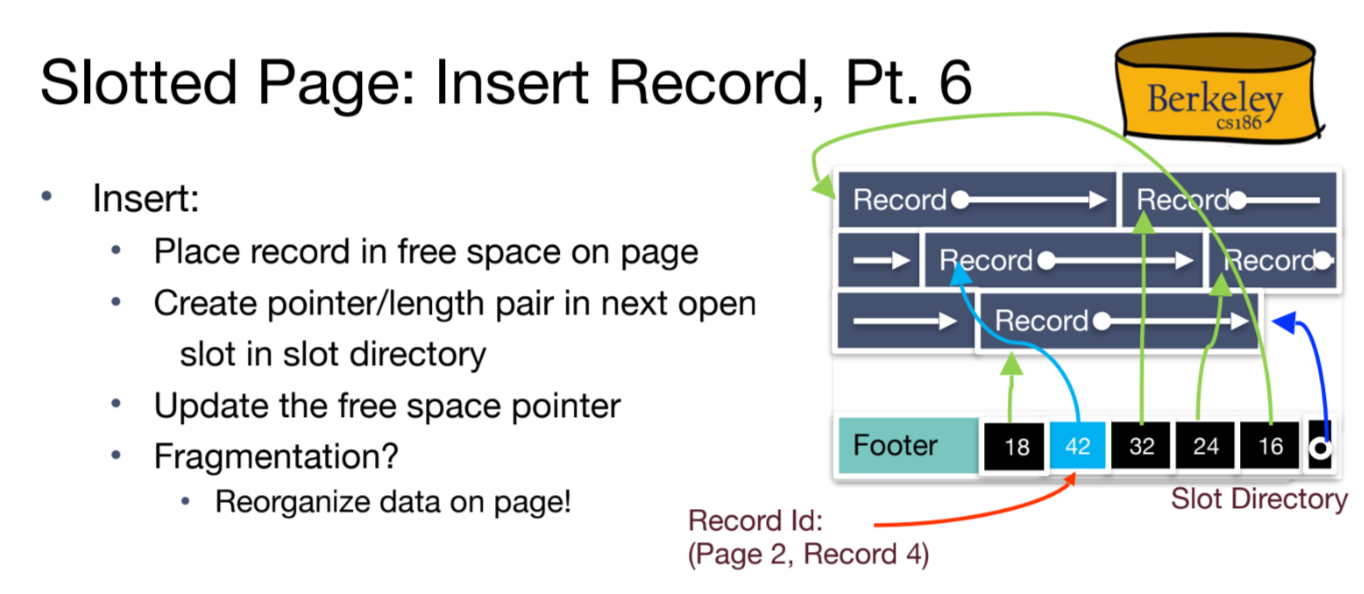 Slotted Page: Insert Record, Pt. 6
Berkeley
cs186
• Insert:
• Place record in free space on page
• Create pointer/length pair in next open
slot in slot directory
• Update the free space pointer
• Fragmentation?
• Reorganize data on page!
Record Record
Record Record
Record
Footer 18 42 32 24 16
Slot Directory
Record Id:
(Page 2, Record 4)